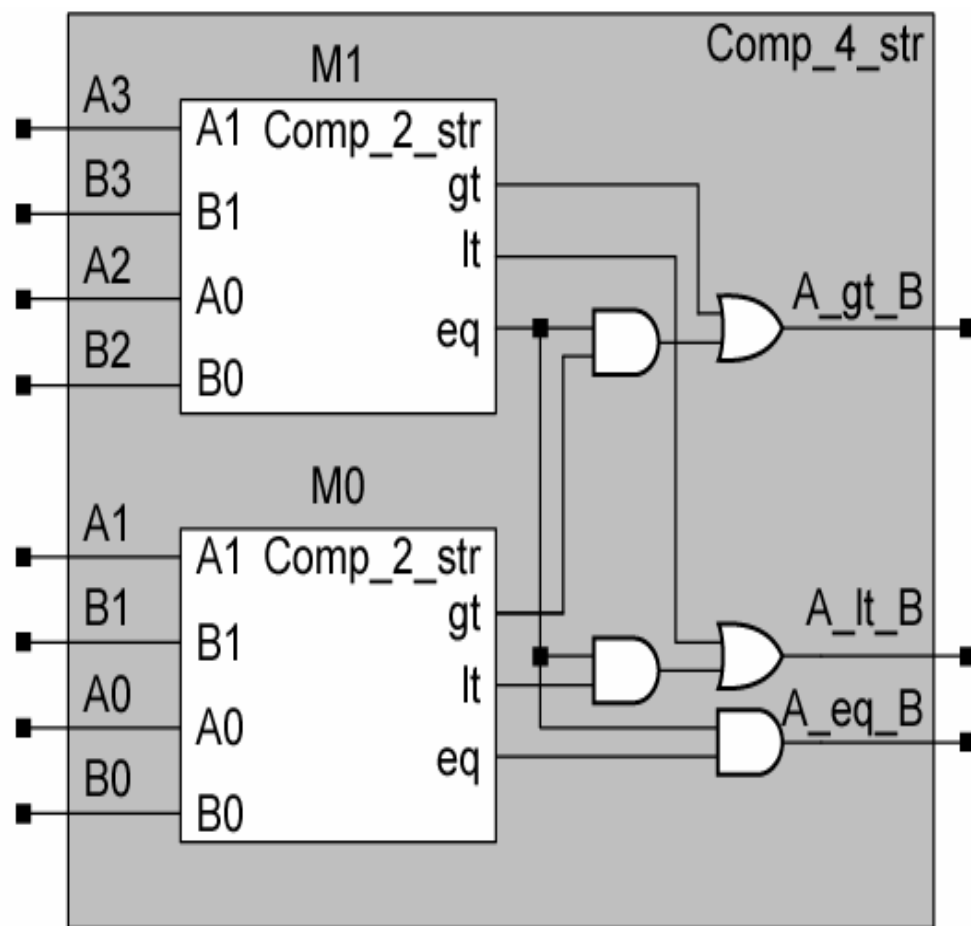 Comp_4_str
M1
A3
A1 Comp_2_str
gt
B3
B1
lt
A2
A0
eq
B2
B0
A_gt_B
M0
A1
A1 Comp_2_str
gt
B1
B1
lt
A0
A0
eq
B0
B0
A_lt_B
A_eq_B